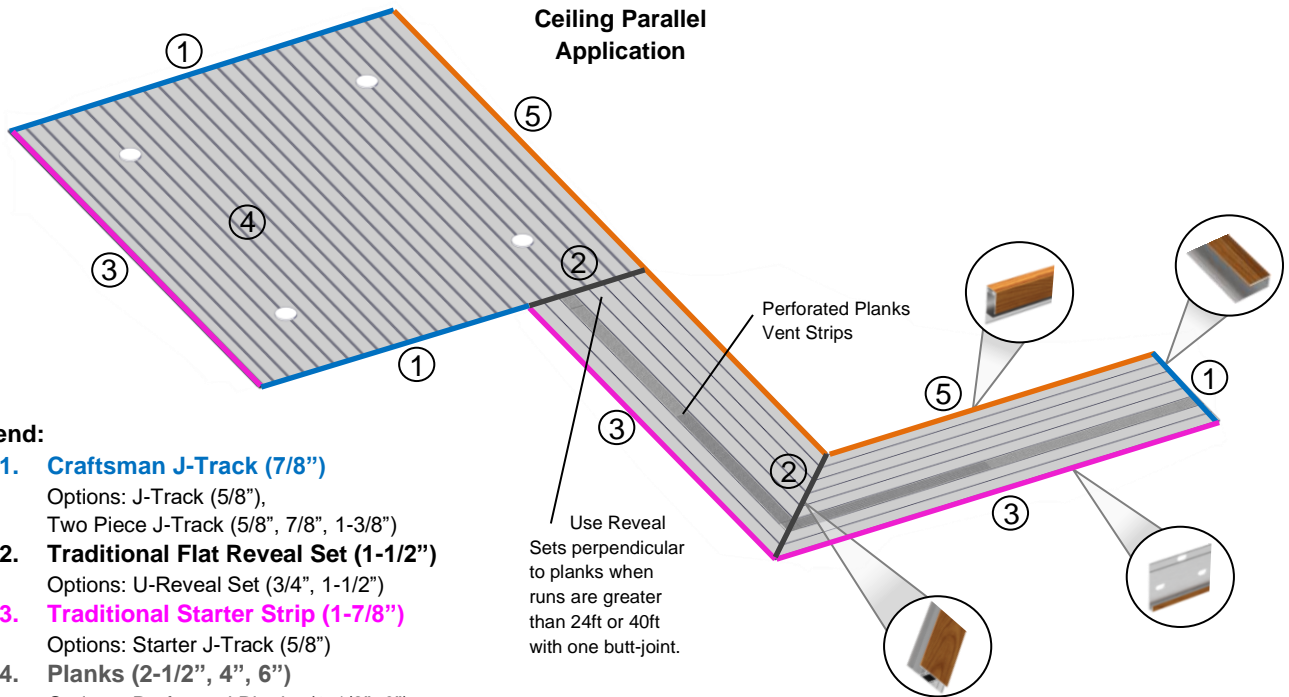 Ceiling Parallel
Application
1
5
4
3
2
1
Perforated Planks
Vent Strips
3
5
1
2
3
Use Reveal
Sets perpendicular
to planks when
runs are greater
than 24ft or 40ft
with one butt-joint.
end:
1. Craftsman J-Track (7/8”)
Options: J-Track (5/8”),
Two Piece J-Track (5/8”, 7/8”, 1-3/8”)
2. Traditional Flat Reveal Set (1-1/2”)
Options: U-Reveal Set (3/4”, 1-1/2”)
3. Traditional Starter Strip (1-7/8”)
Options: Starter J-Track (5/8”)
4. Planks (2-1/2”, 4”, 6”)